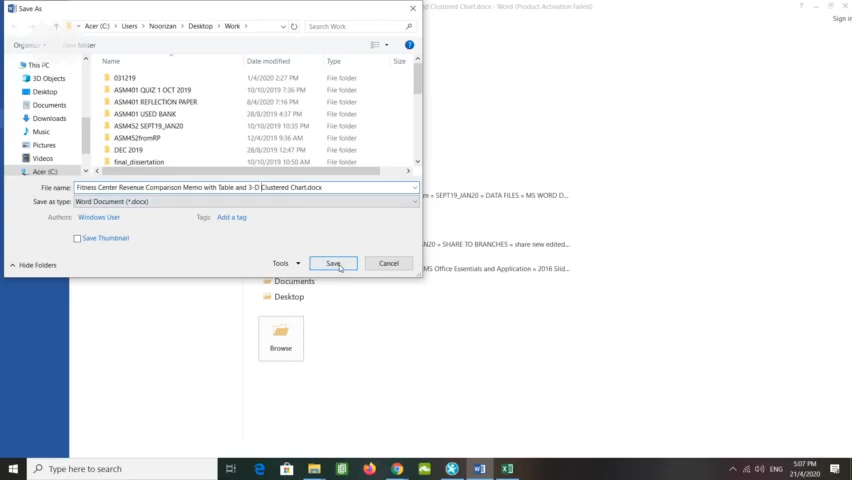 Save As
d Clustered Chart.docx - Word (Product Activation Failed)
Sign in
Acer (C:) › Users › Noorizan › Desktop › Work
Search Work
Organize
New folder
Name
Date modified
Type
Size
This PC
3D Objects
Desktop
Documents
Downloads
Music
Pictures
Videos
Acer (C:)
031219 1/4/2020 2:27 PM File folder
ASM401 QUIZ 1 OCT 2019 10/10/2019 7:36 PM File folder
ASM401 REFLECTION PAPER 8/4/2020 7:16 PM File folder
ASM401 USED BANK 28/8/2019 4:37 PM File folder
ASM452 SEPT19_JAN20 10/10/2019 10:35 PM File folder
ASM452fromRP 12/4/2019 9:36 AM File folder
DEC 2019 28/8/2019 12:47 PM File folder
final_dissertation 10/10/2019 10:50 AM File folder
File name: Fitness Center Revenue Comparison Memo with Table and 3-D Clustered Chart.docx
Save as type: Word Document (*.docx)
Authors: Windows User
Tags: Add a tag
Save Thumbnail
Hide Folders
Tools
Save
Cancel
m » SEPT19_JAN20 » DATA FILES » MS WORD D...
AN20 » SHARE TO BRANCHES » share new edited...
MS Office Essentials and Application » 2016 Slid...
Documents
Desktop
Browse
Type here to search
ENG
5:07 PM
21/4/2020